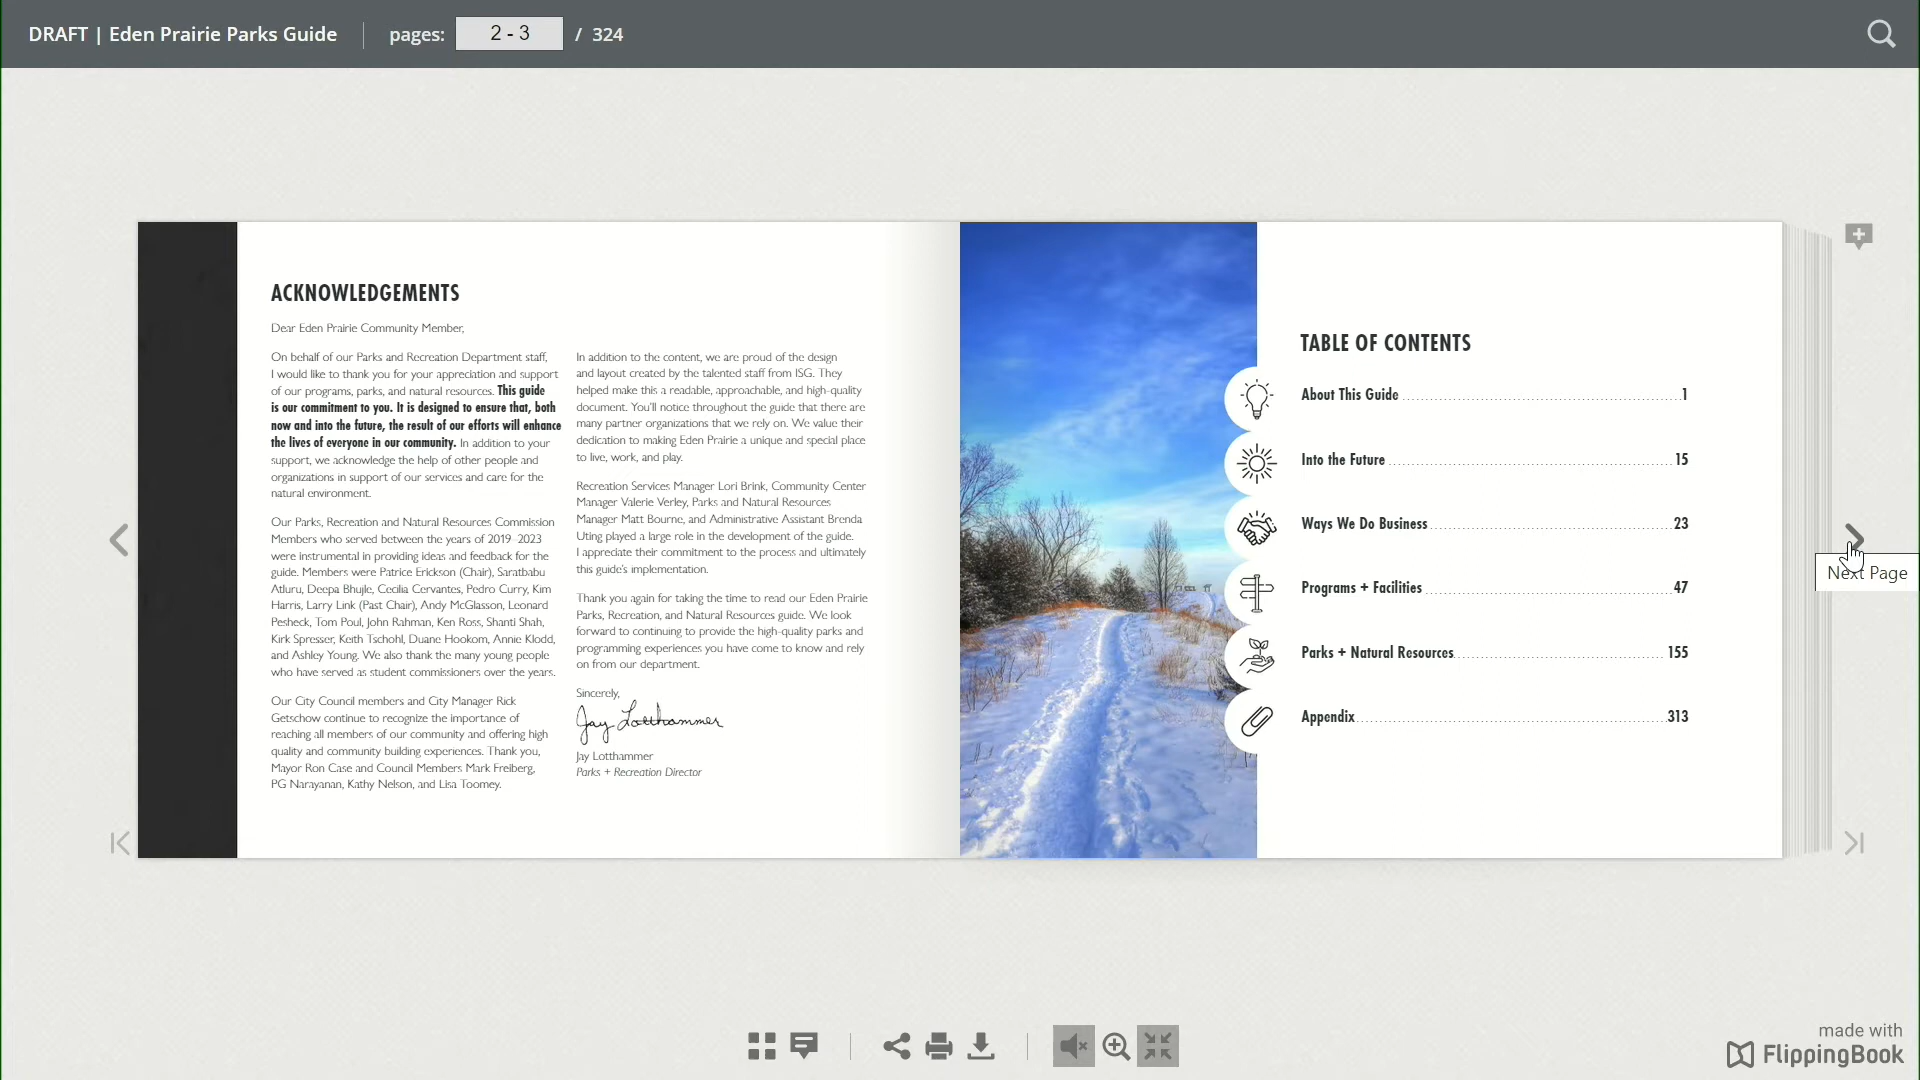 DRAFT | Eden Prairie Parks Guide
pages: 2 - 3 / 324
ACKNOWLEDGEMENTS
Dear Eden Prairie Community Member,
On behalf of our Parks and Recreation Department staff,
I would like to thank you for your appreciation and support
of our programs, parks, and natural resources. This guide
is our commitment to you. It is designed to ensure that, both
now and into the future, the result of our efforts will enhance
the lives of everyone in our community. In addition to your
support, we acknowledge the help of other people and
organizations in support of our services and care for the
natural environment.
Our Parks, Recreation and Natural Resources Commission
Members who served between the years of 2019–2023
were instrumental in providing ideas and feedback for the
guide. Members were Patrice Erickson (Chair), Saratbabu
Atluru, Deepa Bhujle, Cecilia Cervantes, Pedro Curry, Kim
Harris, Larry Link (Past Chair), Andy McGlasson, Leonard
Pesheck, Tom Poul, John Rahman, Ken Ross, Shanti Shah,
Kirk Spresser, Keith Tschohl, Duane Hookom, Annie Klodd,
and Ashley Young. We also thank the many young people
who have served as student commissioners over the years.
Our City Council members and City Manager Rick
Getschow continue to recognize the importance of
reaching all members of our community and offering high
quality and community building experiences. Thank you,
Mayor Ron Case and Council Members Mark Freiberg,
PG Narayanan, Kathy Nelson, and Lisa Toomey.
In addition to the content, we are proud of the design
and layout created by the talented staff from ISG. They
helped make this a readable, approachable, and high-quality
document. You'll notice throughout the guide that there are
many partner organizations that we rely on. We value their
dedication to making Eden Prairie a unique and special place
to live, work, and play.
Recreation Services Manager Lori Brink, Community Center
Manager Valerie Verley, Parks and Natural Resources
Manager Matt Bourne, and Administrative Assistant Brenda
Uting played a large role in the development of the guide.
I appreciate their commitment to the process and ultimately
this guide's implementation.
Thank you again for taking the time to read our Eden Prairie
Parks, Recreation, and Natural Resources guide. We look
forward to continuing to provide the high-quality parks and
programming experiences you have come to know and rely
on from our department.
Sincerely,
Jay Lotthammer
Jay Lotthammer
Parks + Recreation Director
TABLE OF CONTENTS
About This Guide 1
Into the Future 15
Ways We Do Business 23
Programs + Facilities 47
Parks + Natural Resources 155
Appendix 313
Next Page
made with
FlippingBook